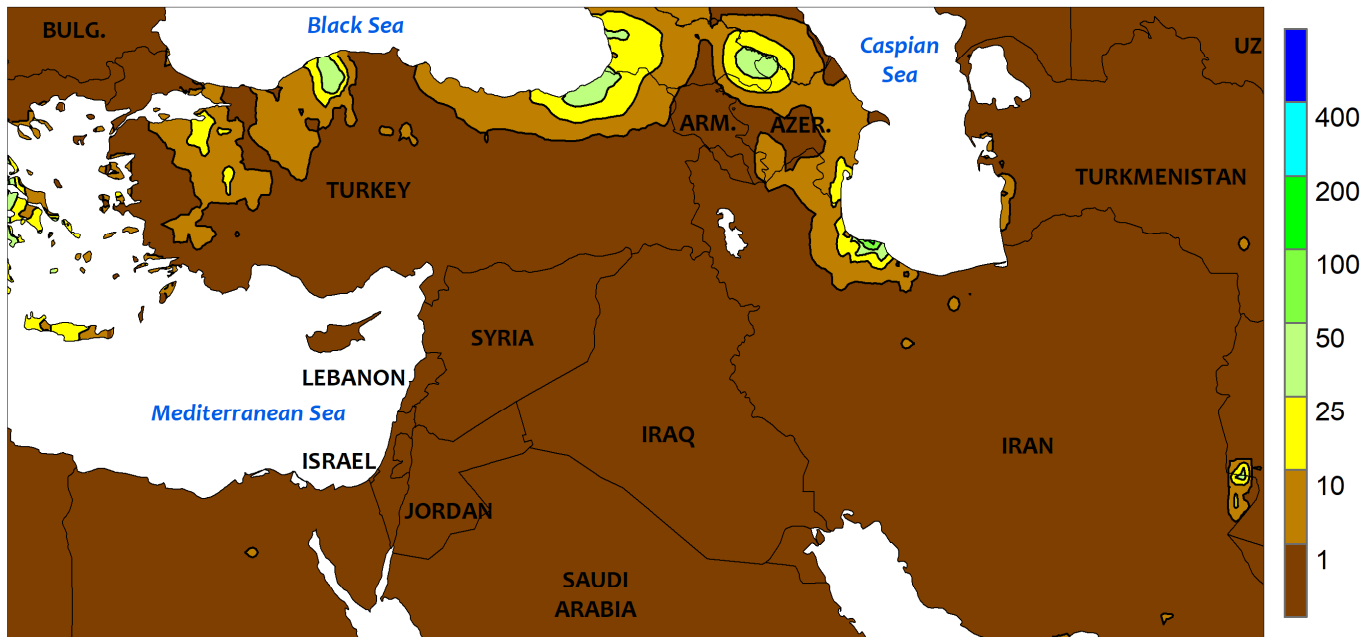 BULG.
Black Sea
Caspian
Sea
UZ
ARM.
AZER.
TURKEY
TURKMENISTAN
SYRIA
LEBANON
Mediterranean Sea
IRAQ
IRAN
ISRAEL
JORDAN
SAUDI
ARABIA
400
200
100
50
25
10
1